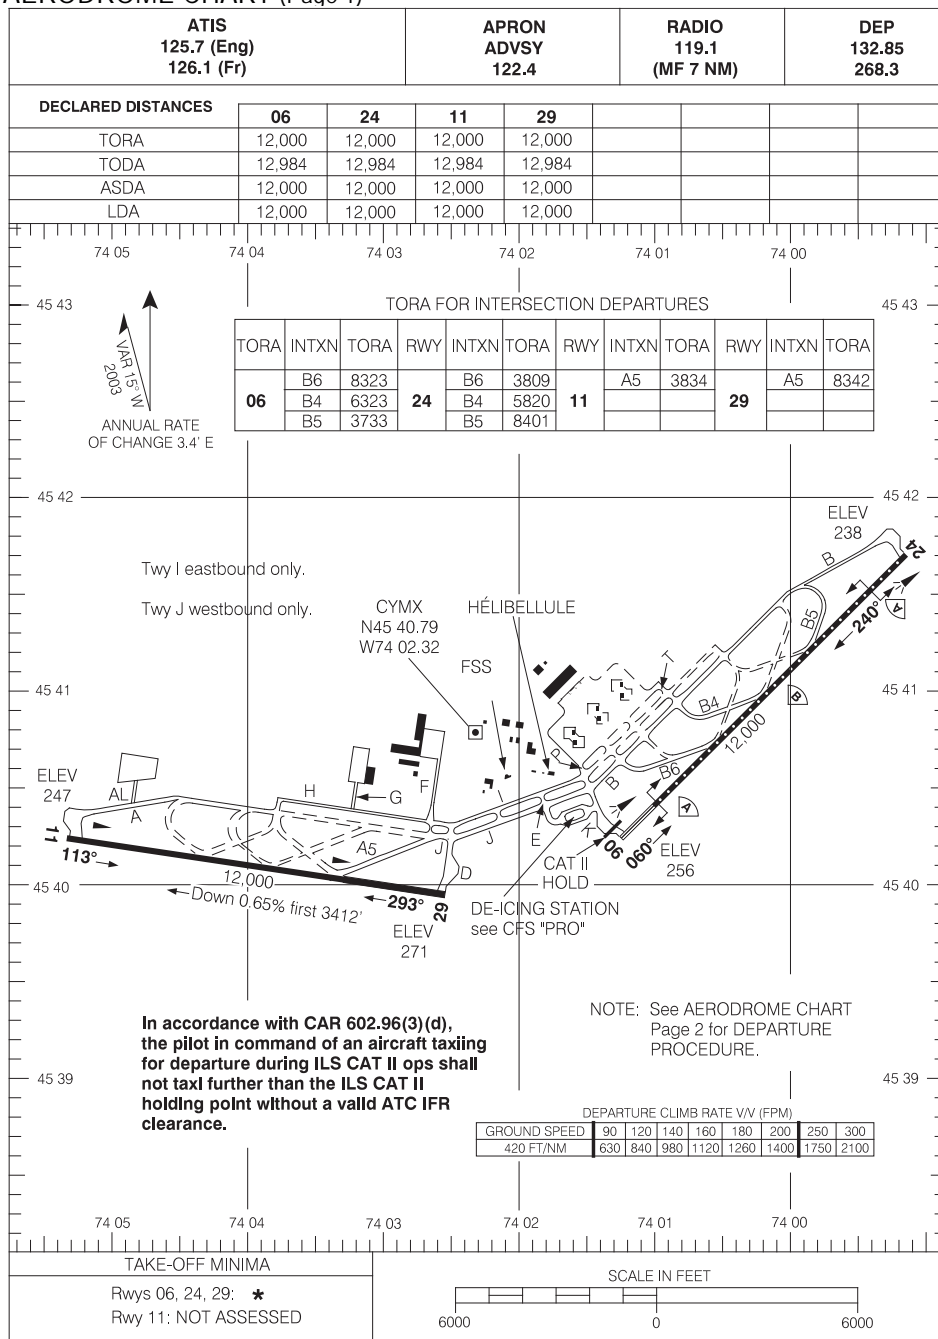 AERODROME CHART (Page 1)
ATIS
125.7 (Eng)
126.1 (Fr)
APRON
ADVSY
122.4
RADIO
119.1
(MF 7 NM)
DEP
132.85
268.3
DECLARED DISTANCES 06 24 11 29
TORA 12,000 12,000 12,000 12,000
TODA 12,984 12,984 12,984 12,984
ASDA 12,000 12,000 12,000 12,000
LDA 12,000 12,000 12,000 12,000
74 05 74 04 74 03 74 02 74 01 74 00
45 43 45 43
TORA FOR INTERSECTION DEPARTURES
TORA INTXN TORA RWY INTXN TORA RWY INTXN TORA RWY INTXN TORA
06 B6 8323 24 B6 3809 11 A5 3834 29 A5 8342
B4 6323 B4 5820
B5 3733 B5 8401
VAR 15° W
2003
ANNUAL RATE
OF CHANGE 3.4' E
45 42 45 42
ELEV
238
24
B
Twy I eastbound only.
Twy J westbound only.
CYMX
N45 40.79
W74 02.32
HÉLIBELLULE
FSS
A
240°
B5
T
45 41 45 41
B4
B
12,000
P
B6
B
A
ELEV
247
AL
A
H
G
F
11
113°
A5
J
J
I
E
K
06
060°
ELEV
256
CAT II
HOLD
D
12,000
Down 0.65% first 3412'
293°
29
ELEV
271
45 40 45 40
DE-ICING STATION
see CFS "PRO"
In accordance with CAR 602.96(3)(d),
the pilot in command of an aircraft taxiing
for departure during ILS CAT II ops shall
not taxi further than the ILS CAT II
holding point without a valid ATC IFR
clearance.
NOTE: See AERODROME CHART
Page 2 for DEPARTURE
PROCEDURE.
45 39 45 39
DEPARTURE CLIMB RATE V/V (FPM)
GROUND SPEED 90 120 140 160 180 200 250 300
420 FT/NM 630 840 980 1120 1260 1400 1750 2100
74 05 74 04 74 03 74 02 74 01 74 00
TAKE-OFF MINIMA
Rwys 06, 24, 29: *
Rwy 11: NOT ASSESSED
SCALE IN FEET
6000 0 6000